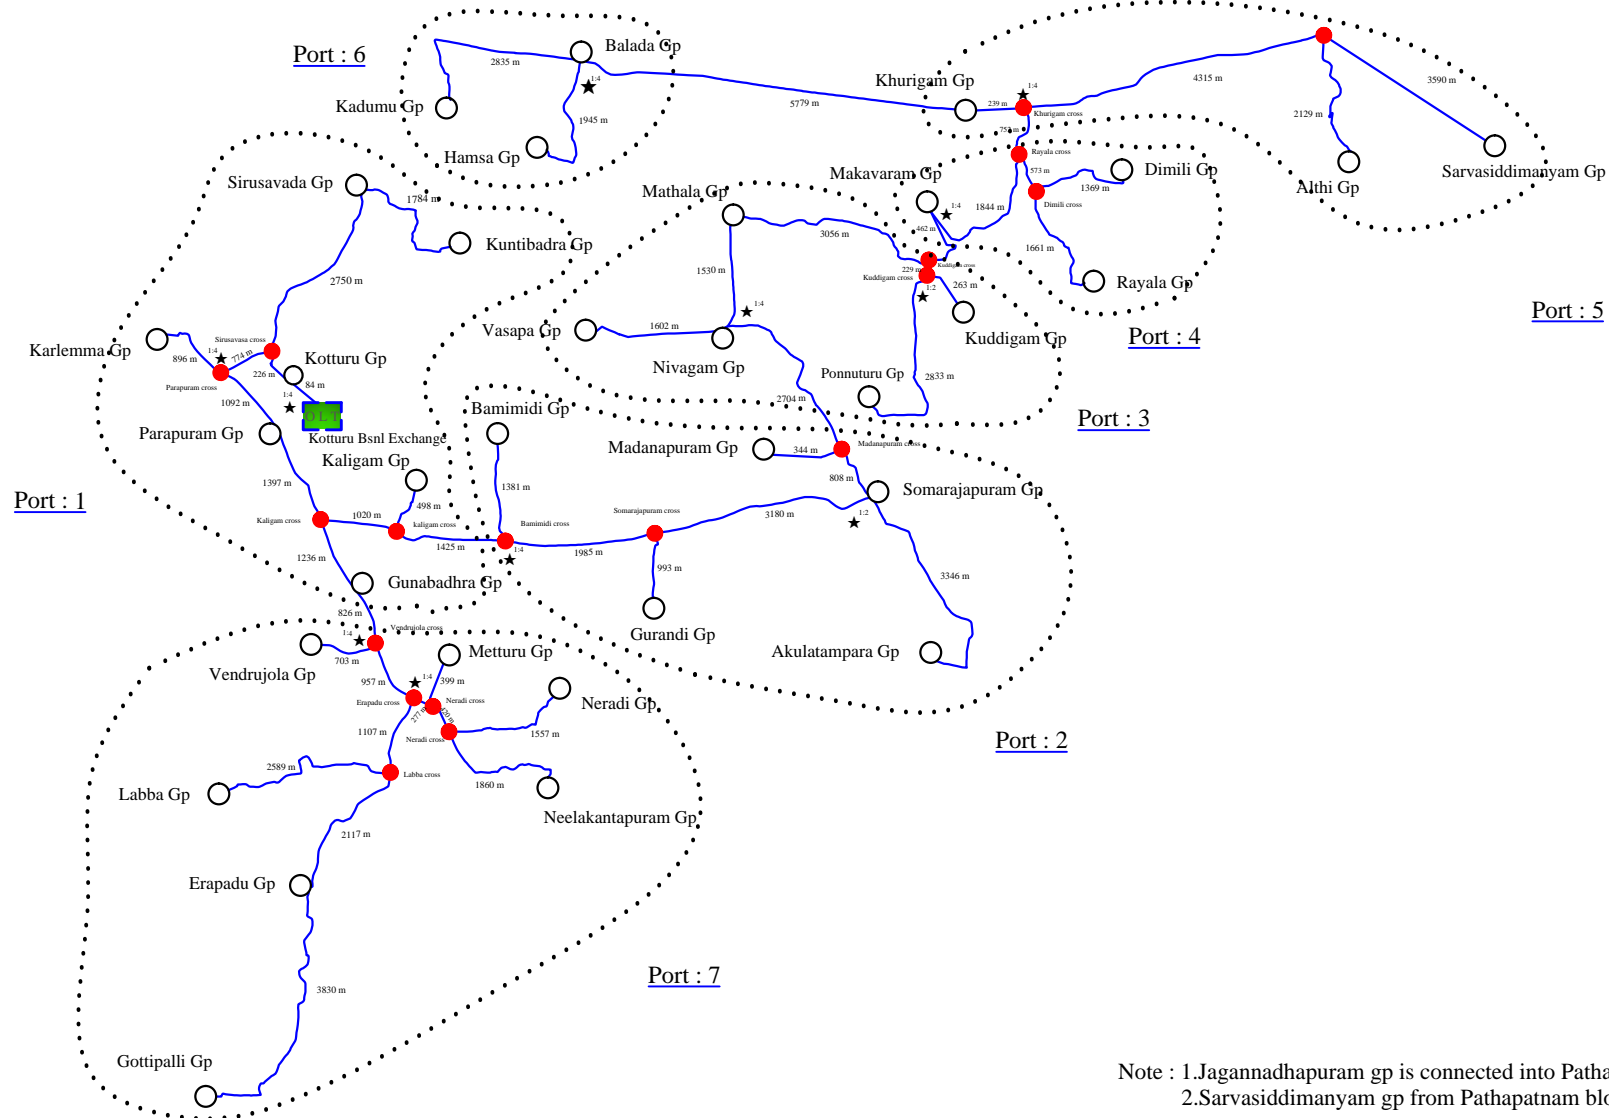 Port : 6
Balada Gp
2835 m
1:4
Kadumu Gp
1945 m
Hamsa Gp
5779 m
Khurigam Gp
239 m
1:4
Khurigam cross
4315 m
3590 m
2129 m
Althi Gp
Sarvasiddimanyam Gp
Port : 5
Rayala cross
573 m
Dimili Gp
1369 m
Dimili cross
1661 m
Rayala Gp
Port : 4
Makavaram Gp
1:4
1844 m
462 m
Kuddigam cross
229 m
Kuddigam cross
1:2
263 m
Kuddigam Gp
Mathala Gp
3056 m
1530 m
1:4
Vasapa Gp
1602 m
Nivagam Gp
2833 m
Ponnuturu Gp
Port : 3
2704 m
Sirusavada Gp
1784 m
Kuntibadra Gp
2750 m
Karlemma Gp
896 m
1:4
774 m
Sirusavasa cross
226 m
Kotturu Gp
84 m
1:4
OLT
Kotturu Bsnl Exchange
Parapuram cross
1092 m
Parapuram Gp
Kaligam Gp
1397 m
498 m
Port : 1
Kaligam cross
1020 m
kaligam cross
1425 m
1236 m
Gunabadhra Gp
826 m
Bamimidi Gp
1381 m
Bamimidi cross
1:4
1985 m
Somarajapuram cross
3180 m
993 m
Gurandi Gp
Madanapuram Gp
344 m
Madanapuram cross
808 m
Somarajapuram Gp
1:2
3346 m
Akulatampara Gp
Port : 2
1:4
Vendrujola cross
703 m
Vendrujola Gp
957 m
Metturu Gp
1:4
399 m
Erapadu cross
277 m
Neradi cross
420 m
Neradi cross
Neradi Gp
1557 m
1107 m
1860 m
Neelakantapuram Gp
2589 m
Labba cross
Labba Gp
2117 m
Erapadu Gp
3830 m
Gottipalli Gp
Port : 7
Note : 1.Jagannadhapuram gp is connected into Patha
2.Sarvasiddimanyam gp from Pathapatnam blo